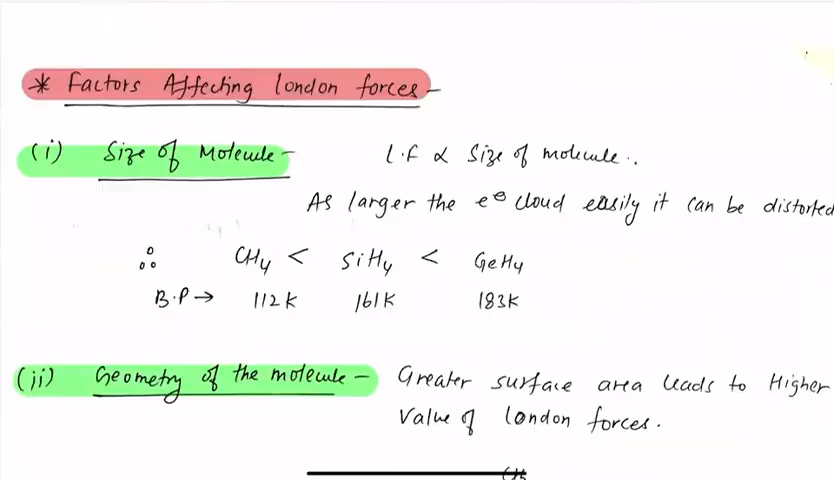 * Factors Affecting london forces-
(i) Size of Molecule- L.F ∝ Size of molecule..
As larger the e⊖ cloud easily it can be distorted
∴ CH4 < SiH4 < GeH4
B.P → 112K 161K 183K
(ii) Geometry of the molecule- Greater surface area leads to Higher
Value of london forces.